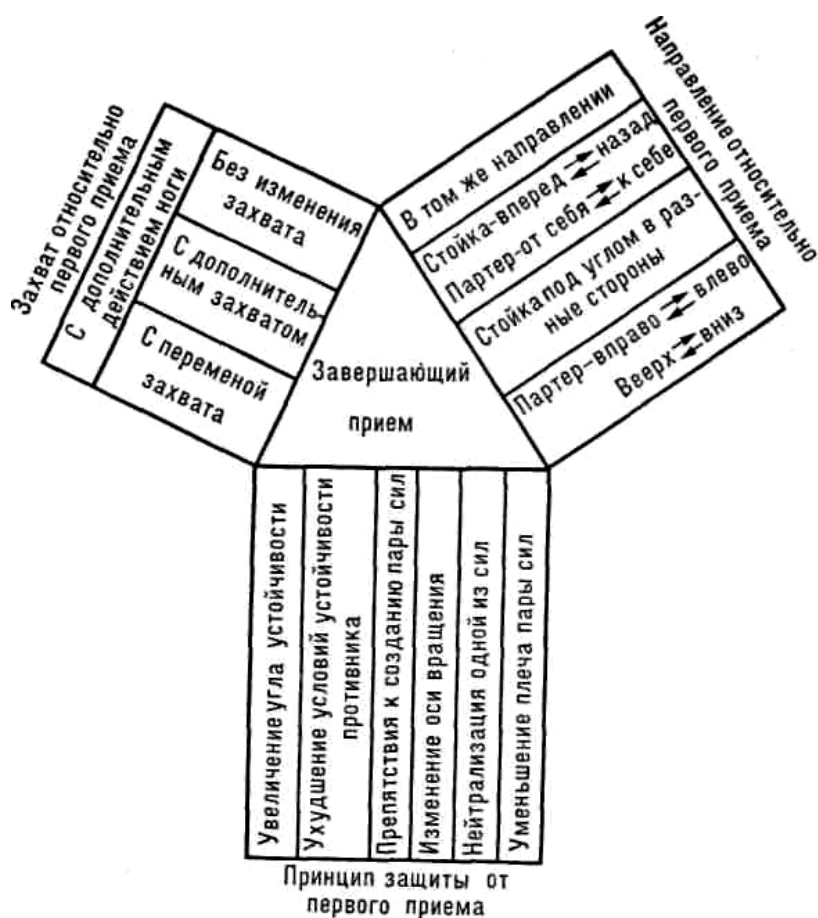 Захват относительно
первого приема
С дополнительным
действием ноги
Без изменения
захвата
С дополнитель-
ным захватом
С переменой
захвата
Направление относительно
первого приема
В том же направлении
Стойка-вперед ⇄ назад
Партер-от себя ⇄ к себе
Стойка под углом в раз-
ные стороны
Партер-вправо ⇄ влево
Вверх ⇄ вниз
Завершающий
прием
Увеличение угла устойчивости
Ухудшение условий устойчивости
противника
Препятствия к созданию пары сил
Изменение оси вращения
Нейтрализация одной из сил
Уменьшение плеча пары сил
Принцип защиты от
первого приема